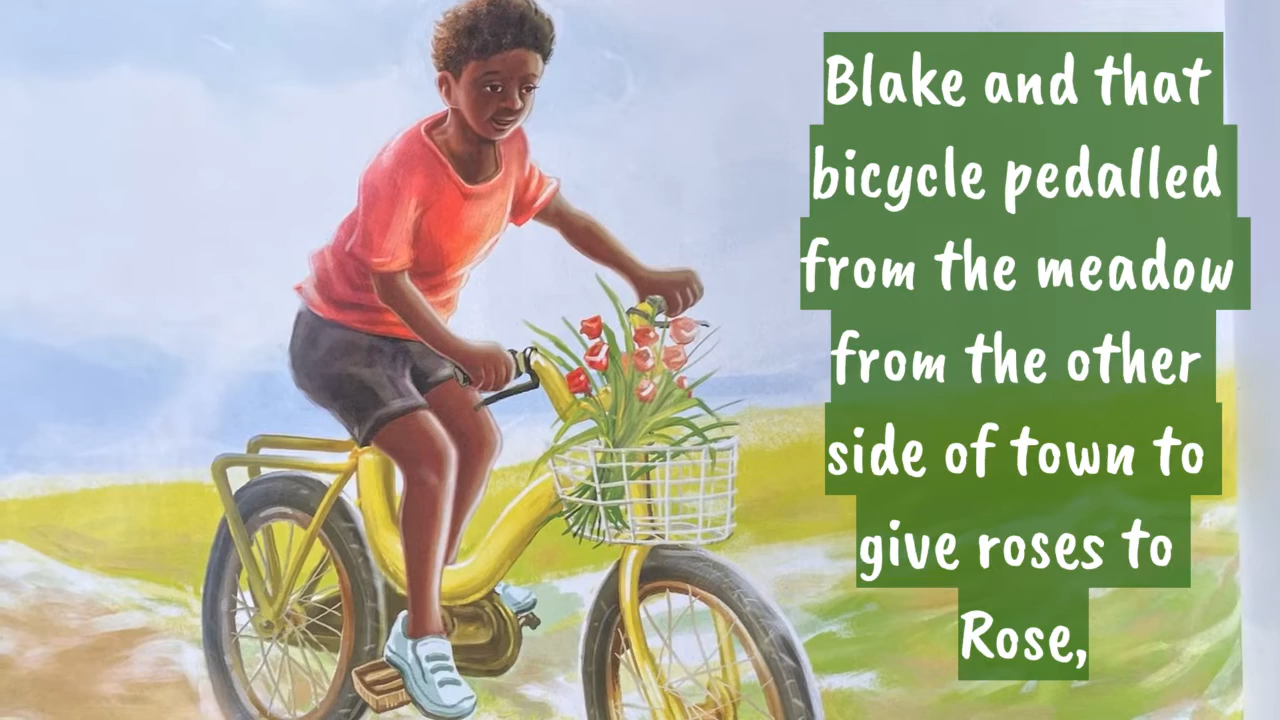 Blake and that
bicycle pedalled
from the meadow
from the other
side of town to
give roses to
Rose,